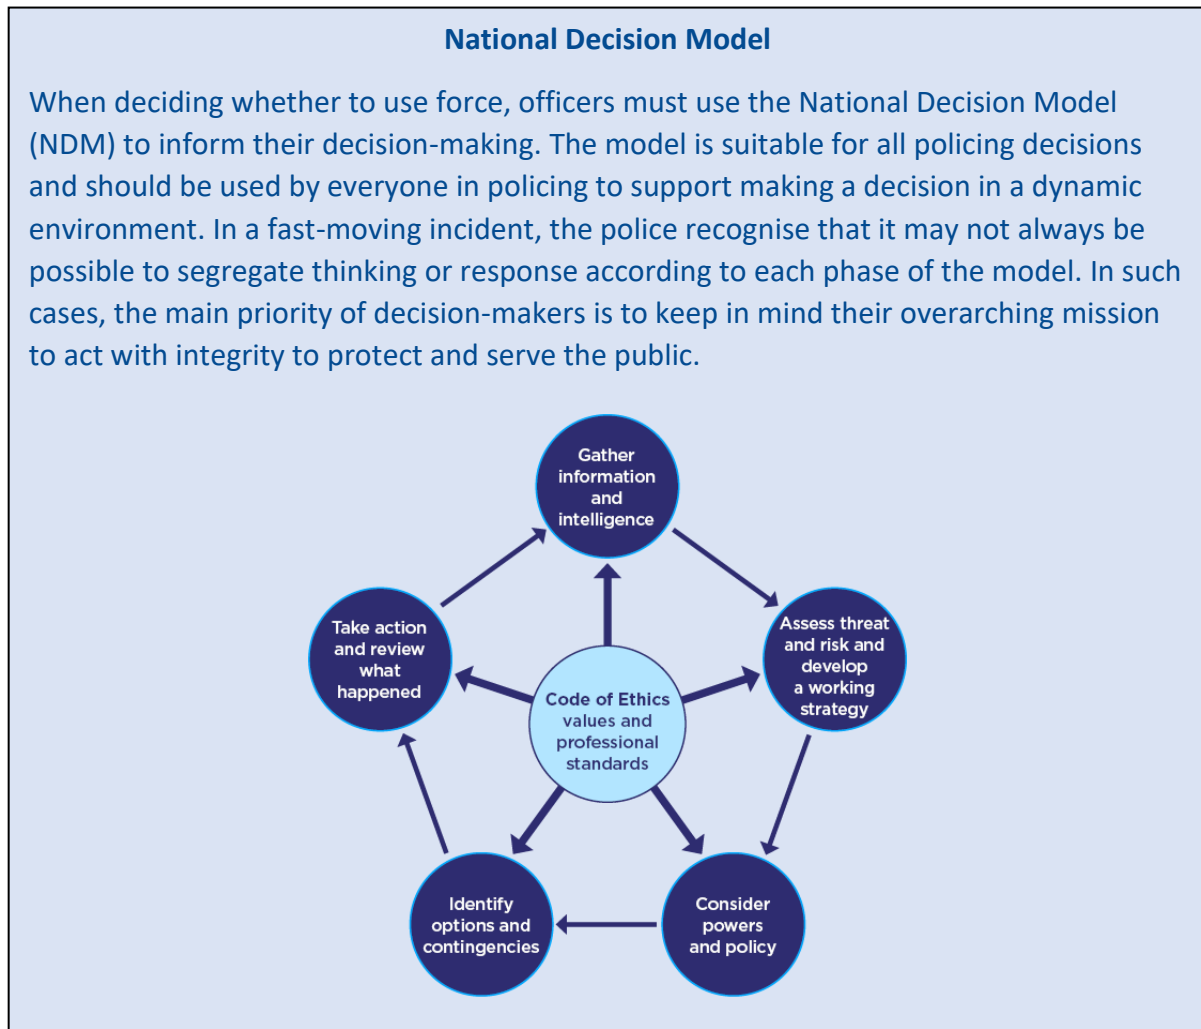 National Decision Model
When deciding whether to use force, officers must use the National Decision Model
(NDM) to inform their decision-making. The model is suitable for all policing decisions
and should be used by everyone in policing to support making a decision in a dynamic
environment. In a fast-moving incident, the police recognise that it may not always be
possible to segregate thinking or response according to each phase of the model. In such
cases, the main priority of decision-makers is to keep in mind their overarching mission
to act with integrity to protect and serve the public.
Gather
information
and
intelligence
Assess threat
and risk and
develop
a working
strategy
Consider
powers
and policy
Identify
options and
contingencies
Take action
and review
what
happened
Code of Ethics
values and
professional
standards